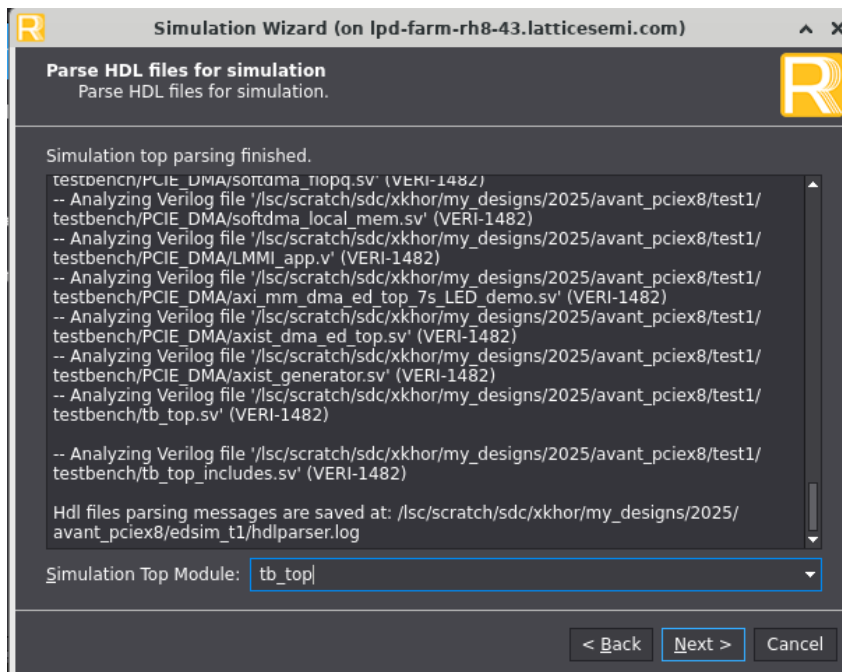 Simulation Wizard (on lpd-farm-rh8-43.latticesemi.com)
Parse HDL files for simulation
Parse HDL files for simulation.
Simulation top parsing finished.
testbench/PCIE_DMA/softdma_flopq.sv' (VERI-1482)
-- Analyzing Verilog file '/lsc/scratch/sdc/xkhor/my_designs/2025/avant_pciex8/test1/
testbench/PCIE_DMA/softdma_local_mem.sv' (VERI-1482)
-- Analyzing Verilog file '/lsc/scratch/sdc/xkhor/my_designs/2025/avant_pciex8/test1/
testbench/PCIE_DMA/LMMI_app.v' (VERI-1482)
-- Analyzing Verilog file '/lsc/scratch/sdc/xkhor/my_designs/2025/avant_pciex8/test1/
testbench/PCIE_DMA/axi_mm_dma_ed_top_7s_LED_demo.sv' (VERI-1482)
-- Analyzing Verilog file '/lsc/scratch/sdc/xkhor/my_designs/2025/avant_pciex8/test1/
testbench/PCIE_DMA/axist_dma_ed_top.sv' (VERI-1482)
-- Analyzing Verilog file '/lsc/scratch/sdc/xkhor/my_designs/2025/avant_pciex8/test1/
testbench/PCIE_DMA/axist_generator.sv' (VERI-1482)
-- Analyzing Verilog file '/lsc/scratch/sdc/xkhor/my_designs/2025/avant_pciex8/test1/
testbench/tb_top.sv' (VERI-1482)
-- Analyzing Verilog file '/lsc/scratch/sdc/xkhor/my_designs/2025/avant_pciex8/test1/
testbench/tb_top_includes.sv' (VERI-1482)
Hdl files parsing messages are saved at: /lsc/scratch/sdc/xkhor/my_designs/2025/
avant_pciex8/edsim_t1/hdlparser.log
Simulation Top Module: tb_top
< Back Next > Cancel